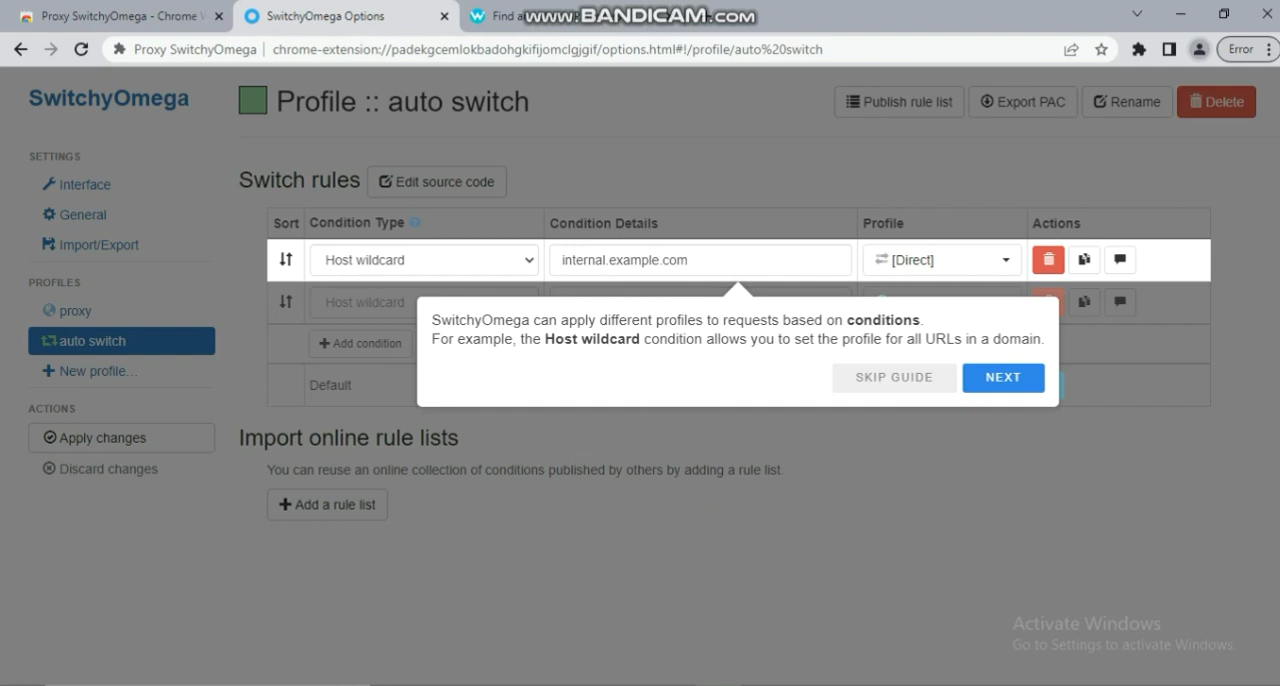 Proxy SwitchyOmega - Chrome
SwitchyOmega Options
Find a
www.BANDICAM.com
Proxy SwitchyOmega
chrome-extension://padekgcemlokbadohgkifijomclgjgif/options.html#!/profile/auto%20switch
Error
SwitchyOmega
Profile :: auto switch
Publish rule list
Export PAC
Rename
Delete
SETTINGS
Interface
General
Import/Export
PROFILES
proxy
auto switch
New profile...
ACTIONS
Apply changes
Discard changes
Switch rules
Edit source code
Sort
Condition Type
Condition Details
Profile
Actions
Host wildcard
internal.example.com
[Direct]
Host wildcard
SwitchyOmega can apply different profiles to requests based on conditions.
For example, the Host wildcard condition allows you to set the profile for all URLs in a domain.
SKIP GUIDE
NEXT
Add condition
Default
Import online rule lists
You can reuse an online collection of conditions published by others by adding a rule list.
Add a rule list
Activate Windows
Go to Settings to activate Windows.